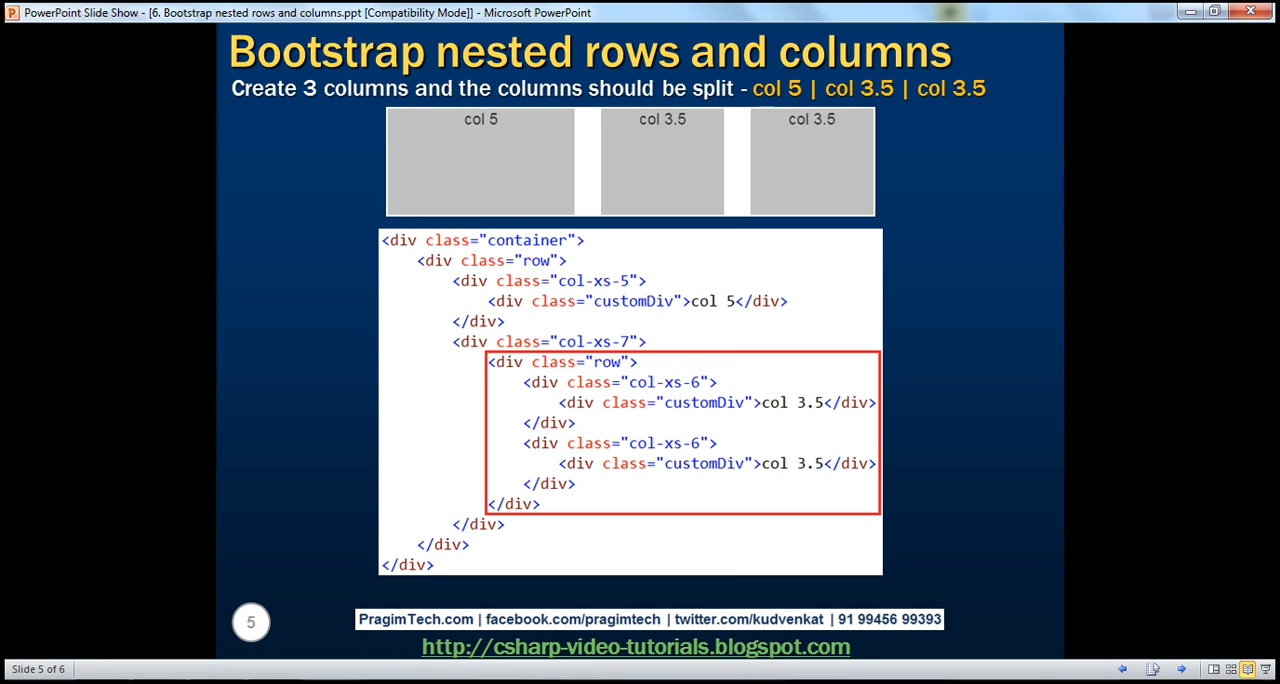 PowerPoint Slide Show - [6. Bootstrap nested rows and columns.ppt [Compatibility Mode]] - Microsoft PowerPoint
Bootstrap nested rows and columns
Create 3 columns and the columns should be split - col 5 | col 3.5 | col 3.5
col 5 col 3.5 col 3.5
<div class="container">
<div class="row">
<div class="col-xs-5">
<div class="customDiv">col 5</div>
</div>
<div class="col-xs-7">
<div class="row">
<div class="col-xs-6">
<div class="customDiv">col 3.5</div>
</div>
<div class="col-xs-6">
<div class="customDiv">col 3.5</div>
</div>
</div>
</div>
</div>
</div>
5
PragimTech.com | facebook.com/pragimtech | twitter.com/kudvenkat | 91 99456 99393
http://csharp-video-tutorials.blogspot.com
Slide 5 of 6